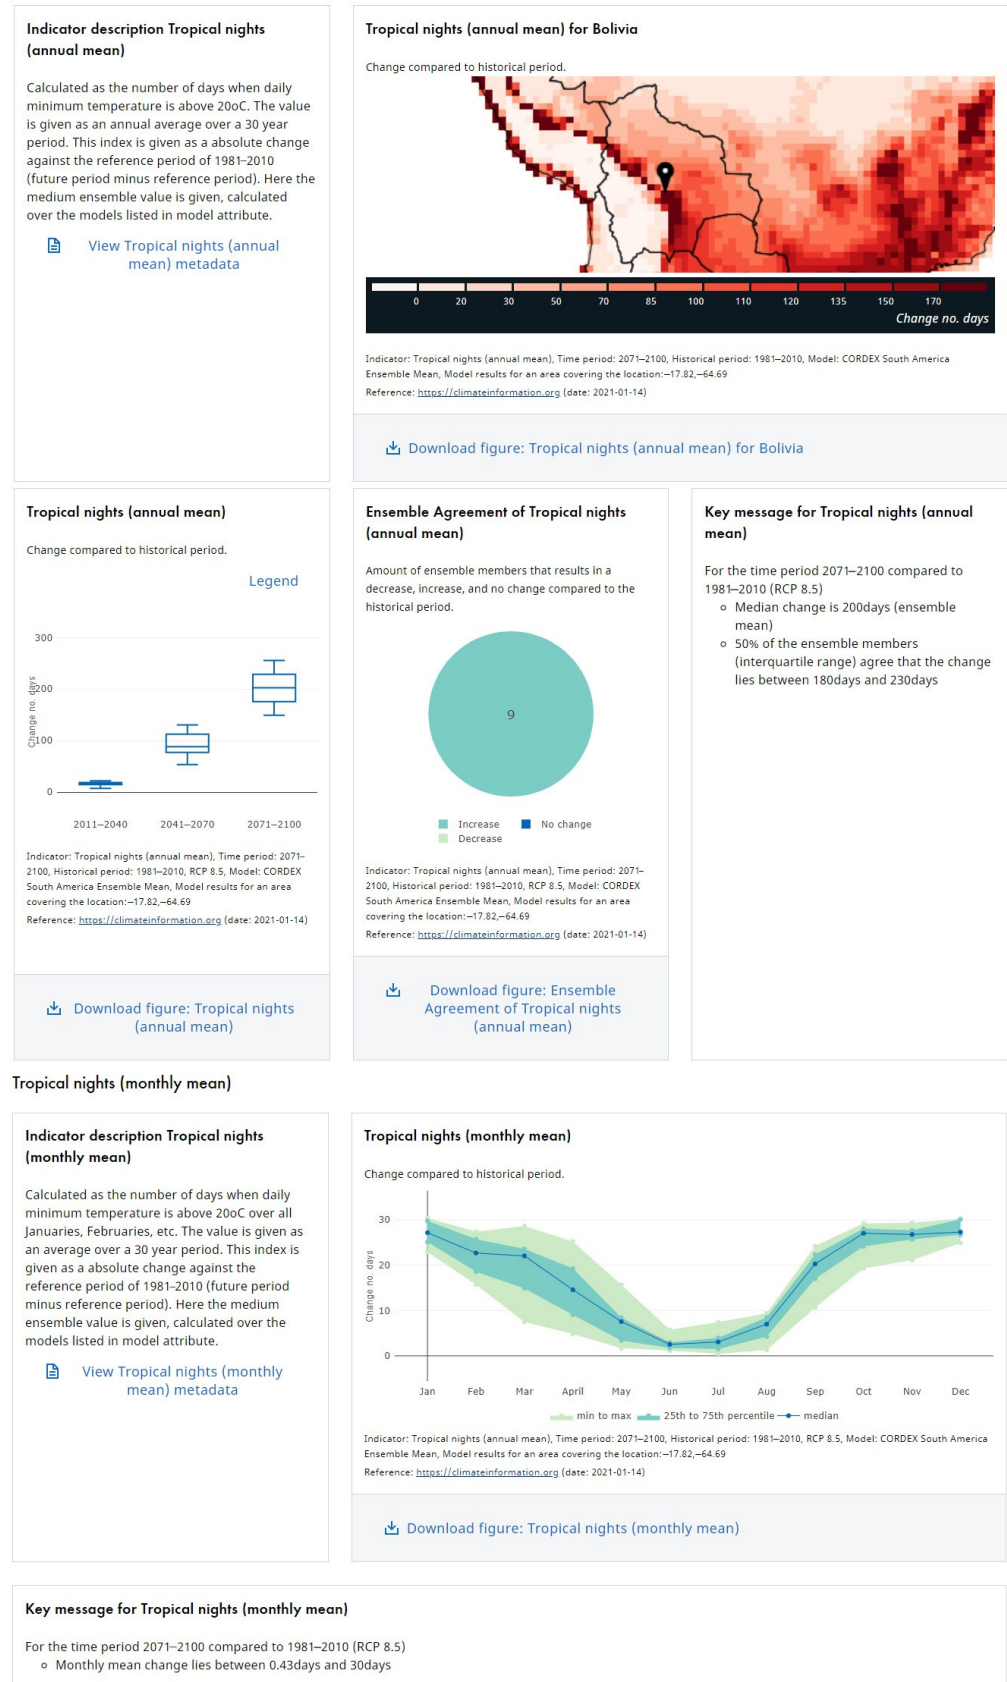 Indicator description Tropical nights
(annual mean)
Calculated as the number of days when daily
minimum temperature is above 20oC. The value
is given as an annual average over a 30 year
period. This index is given as a absolute change
against the reference period of 1981–2010
(future period minus reference period). Here the
medium ensemble value is given, calculated
over the models listed in model attribute.
View Tropical nights (annual
mean) metadata
Tropical nights (annual mean) for Bolivia
Change compared to historical period.
0 20 30 50 70 85 100 110 120 135 150 170
Change no. days
Indicator: Tropical nights (annual mean), Time period: 2071–2100, Historical period: 1981–2010, Model: CORDEX South America
Ensemble Mean, Model results for an area covering the location:–17.82,–64.69
Reference: https://climateinformation.org (date: 2021-01-14)
Download figure: Tropical nights (annual mean) for Bolivia
Tropical nights (annual mean)
Change compared to historical period.
Legend
300
200
100
0
Change no. days
2011–2040 2041–2070 2071–2100
Indicator: Tropical nights (annual mean), Time period: 2071–
2100, Historical period: 1981–2010, RCP 8.5, Model: CORDEX
South America Ensemble Mean, Model results for an area
covering the location:–17.82,–64.69
Reference: https://climateinformation.org (date: 2021-01-14)
Download figure: Tropical nights
(annual mean)
Ensemble Agreement of Tropical nights
(annual mean)
Amount of ensemble members that results in a
decrease, increase, and no change compared to the
historical period.
9
Increase No change
Decrease
Indicator: Tropical nights (annual mean), Time period: 2071–
2100, Historical period: 1981–2010, RCP 8.5, Model: CORDEX
South America Ensemble Mean, Model results for an area
covering the location:–17.82,–64.69
Reference: https://climateinformation.org (date: 2021-01-14)
Download figure: Ensemble
Agreement of Tropical nights
(annual mean)
Key message for Tropical nights (annual
mean)
For the time period 2071–2100 compared to
1981–2010 (RCP 8.5)
Median change is 200days (ensemble
mean)
50% of the ensemble members
(interquartile range) agree that the change
lies between 180days and 230days
Tropical nights (monthly mean)
Indicator description Tropical nights
(monthly mean)
Calculated as the number of days when daily
minimum temperature is above 20oC over all
Januaries, Februaries, etc. The value is given as
an average over a 30 year period. This index is
given as a absolute change against the
reference period of 1981–2010 (future period
minus reference period). Here the medium
ensemble value is given, calculated over the
models listed in model attribute.
View Tropical nights (monthly
mean) metadata
Tropical nights (monthly mean)
Change compared to historical period.
30
20
10
0
Change no. days
Jan Feb Mar April May Jun Jul Aug Sep Oct Nov Dec
min to max 25th to 75th percentile median
Indicator: Tropical nights (annual mean), Time period: 2071–2100, Historical period: 1981–2010, RCP 8.5, Model: CORDEX South America
Ensemble Mean, Model results for an area covering the location:–17.82,–64.69
Reference: https://climateinformation.org (date: 2021-01-14)
Download figure: Tropical nights (monthly mean)
Key message for Tropical nights (monthly mean)
For the time period 2071–2100 compared to 1981–2010 (RCP 8.5)
Monthly mean change lies between 0.43days and 30days